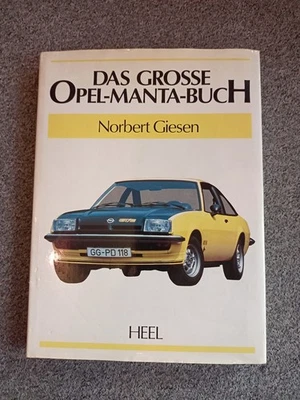 DAS GROSSE
OPEL-MANTA-BUCH
Norbert Giesen
GG-PD 118
HEEL